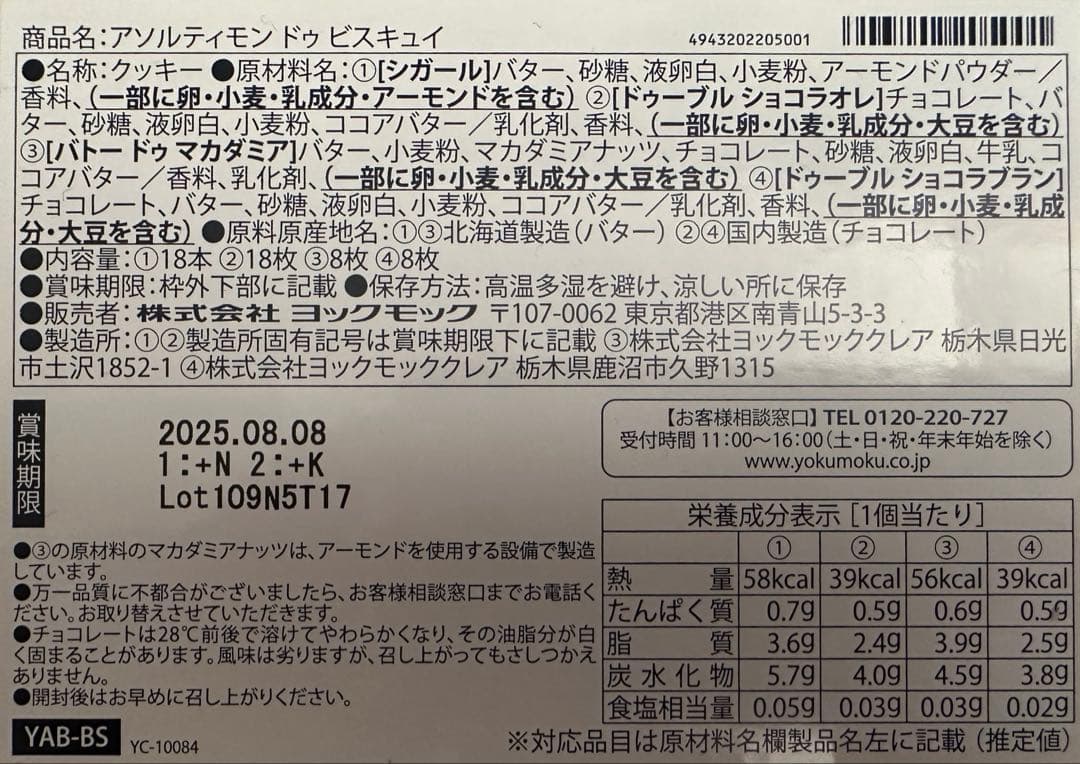 商品名：アソルティモン ドゥ ビスキュイ
4943202205001
●名称：クッキー ●原材料名：①[シガール]バター、砂糖、液卵白、小麦粉、アーモンドパウダー／
香料、（一部に卵・小麦・乳成分・アーモンドを含む） ②[ドゥーブル ショコラオレ]チョコレート、バ
ター、砂糖、液卵白、小麦粉、ココアバター／乳化剤、香料、（一部に卵・小麦・乳成分・大豆を含む）
③[バトー ドゥ マカダミア]バター、小麦粉、マカダミアナッツ、チョコレート、砂糖、液卵白、牛乳、コ
コアバター／香料、乳化剤、（一部に卵・小麦・乳成分・大豆を含む） ④[ドゥーブル ショコラブラン]
チョコレート、バター、砂糖、液卵白、小麦粉、ココアバター／乳化剤、香料、（一部に卵・小麦・乳成
分・大豆を含む） ●原料原産地名：①③北海道製造（バター） ②④国内製造（チョコレート）
●内容量：①18本 ②18枚 ③8枚 ④8枚
●賞味期限：枠外下部に記載 ●保存方法：高温多湿を避け、涼しい所に保存
●販売者：株式会社 ヨックモック 〒107-0062 東京都港区南青山5-3-3
●製造所：①②製造所固有記号は賞味期限下に記載 ③株式会社ヨックモッククレア 栃木県日光
市土沢1852-1 ④株式会社ヨックモッククレア 栃木県鹿沼市久野1315
賞味期限
2025.08.08
1:+N 2:+K
Lot109N5T17
【お客様相談窓口】TEL 0120-220-727
受付時間 11:00～16:00（土・日・祝・年末年始を除く）
www.yokumoku.co.jp
●③の原材料のマカダミアナッツは、アーモンドを使用する設備で製造
しています。
●万一品質に不都合がございましたら、お客様相談窓口までお電話く
ださい。お取り替えさせていただきます。
●チョコレートは28℃前後で溶けてやわらかくなり、その油脂分が白
く固まることがあります。風味は劣りますが、召し上がってもさしつかえ
ありません。
●開封後はお早めに召し上がりください。
YAB-BS YC-10084
栄養成分表示 [1個当たり]
① ② ③ ④
熱量 58kcal 39kcal 56kcal 39kcal
たんぱく質 0.7g 0.5g 0.6g 0.5g
脂質 3.6g 2.4g 3.9g 2.5g
炭水化物 5.7g 4.0g 4.5g 3.8g
食塩相当量 0.05g 0.03g 0.03g 0.02g
※対応品目は原材料名欄製品名左に記載（推定値）